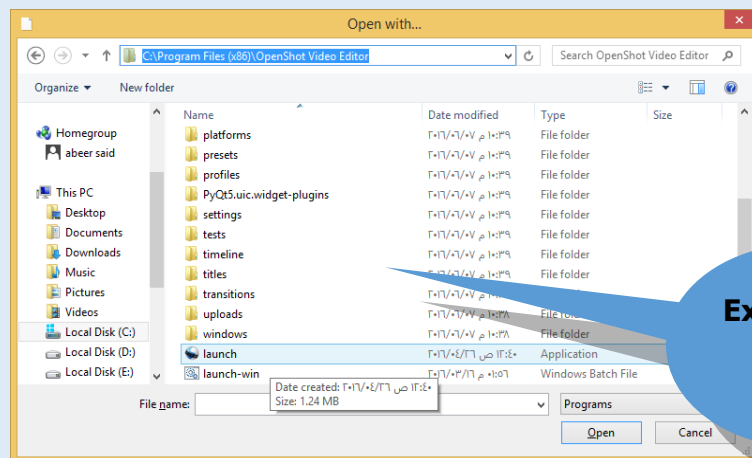 Open with...
C:\Program Files (x86)\OpenShot Video Editor
Search OpenShot Video Editor
Organize
New folder
Homegroup
abeer said
This PC
Desktop
Documents
Downloads
Music
Pictures
Videos
Local Disk (C:)
Local Disk (D:)
Local Disk (E:)
Name Date modified Type Size
platforms ٢٠١٦/٠٦/٠٧ م ١٠:٣٩ File folder
presets ٢٠١٦/٠٦/٠٧ م ١٠:٣٩ File folder
profiles ٢٠١٦/٠٦/٠٧ م ١٠:٣٩ File folder
PyQt5.uic.widget-plugins ٢٠١٦/٠٦/٠٧ م ١٠:٣٩ File folder
settings ٢٠١٦/٠٦/٠٧ م ١٠:٣٩ File folder
tests ٢٠١٦/٠٦/٠٧ م ١٠:٣٩ File folder
timeline ٢٠١٦/٠٦/٠٧ م ١٠:٣٩ File folder
titles File folder
transitions File folder
uploads
windows ٢٠١٦/٠٦/٠٧ م ١٠:٣٨ File folder
launch ٢٠١٦/٠٤/٢٦ ص ١٢:٤٠ Application
launch-win ٢٠١٦/٠٣/١٦ م ٠١:٥٦ Windows Batch File
Date created: ٢٠١٦/٠٤/٢٦ ص ١٢:٤٠
Size: 1.24 MB
File name:
Programs
Open
Cancel
Ex